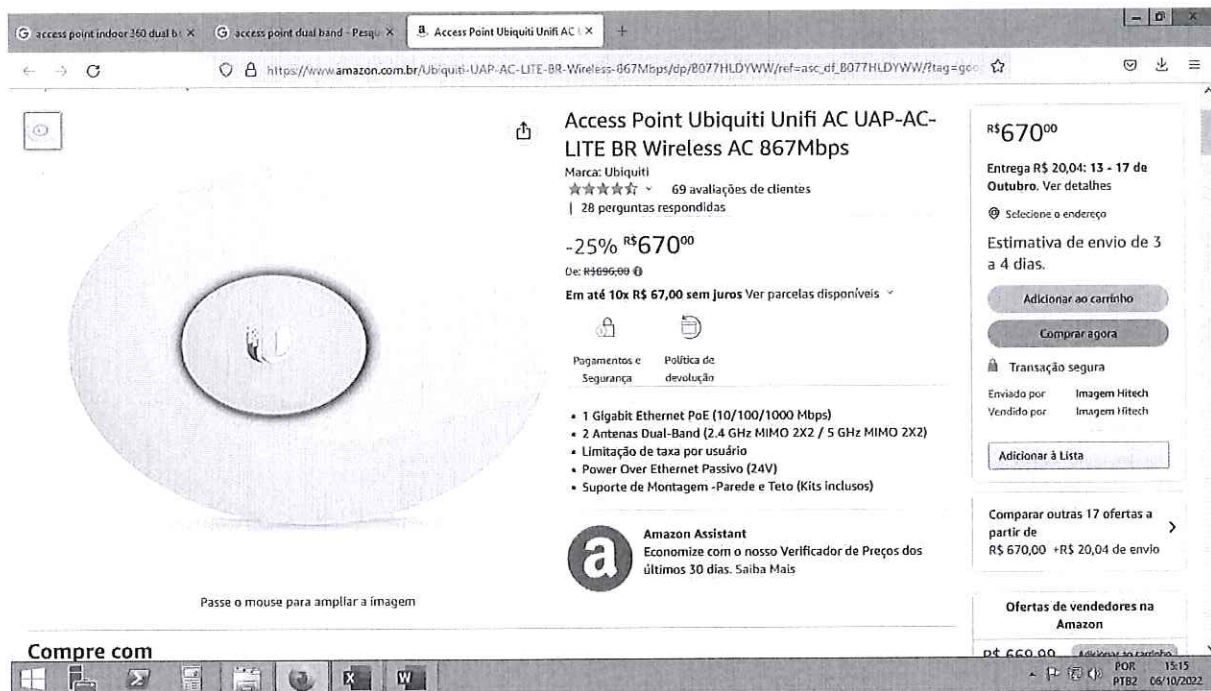 access point indoor 360 dual b
access point dual band - Pesqu
Access Point Ubiquiti Unifi AC
https://www.amazon.com.br/Ubiquiti-UAP-AC-LITE-BR-Wireless-867Mbps/dp/B077HLDYWW/ref=asc_df_B077HLDYWW/?tag=goo
Access Point Ubiquiti Unifi AC UAP-AC-
LITE BR Wireless AC 867Mbps
Marca: Ubiquiti
69 avaliações de clientes
| 28 perguntas respondidas
-25% R$67000
De:
Em até 10x R$ 67,00 sem juros Ver parcelas disponíveis
Pagamentos e
Segurança
Política de
devolução
• 1 Gigabit Ethernet PoE (10/100/1000 Mbps)
• 2 Antenas Dual-Band (2.4 GHz MIMO 2X2 / 5 GHz MIMO 2X2)
• Limitação de taxa por usuário
• Power Over Ethernet Passivo (24V)
• Suporte de Montagem -Parede e Teto (Kits inclusos)
a
Amazon Assistant
Economize com o nosso Verificador de Preços dos
últimos 30 dias. Saiba Mais
Passe o mouse para ampliar a imagem
Compre com
R$67000
Entrega R$ 20,04: 13 - 17 de
Outubro. Ver detalhes
Selecione o endereço
Estimativa de envio de 3
a 4 dias.
Adicionar ao carrinho
Comprar agora
Transação segura
Enviado por Imagem Hitech
Vendido por Imagem Hitech
Adicionar à Lista
Comparar outras 17 ofertas a
partir de
R$ 670,00 +R$ 20,04 de envio
Ofertas de vendedores na
Amazon
R$ 669,99 Adicionar ao carrinho
POR 15:15
PTB2 06/10/2022